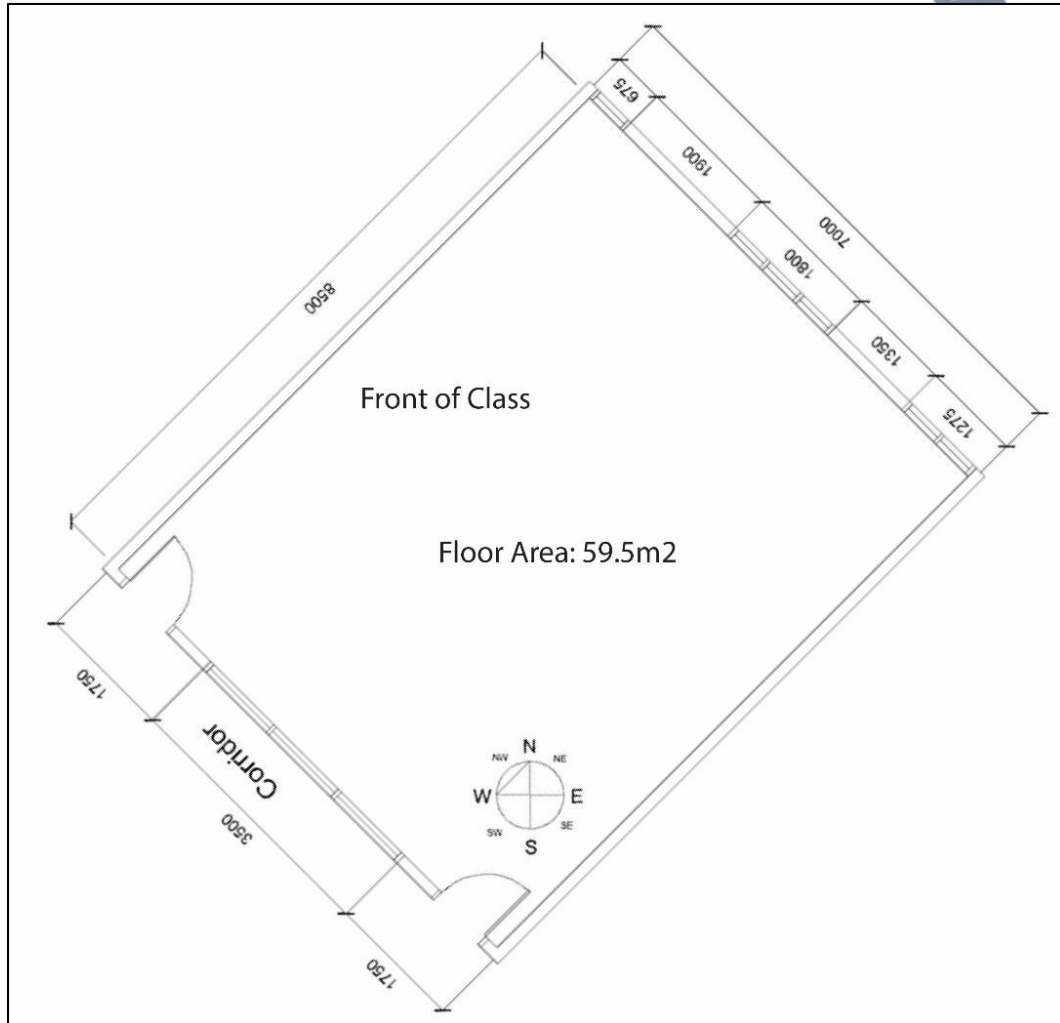 675
1900
7000
1800
8500
1350
Front of Class
1275
Floor Area: 59.5m2
1750
Corridor
N
NW
NE
W
E
SW
SE
S
3500
1750